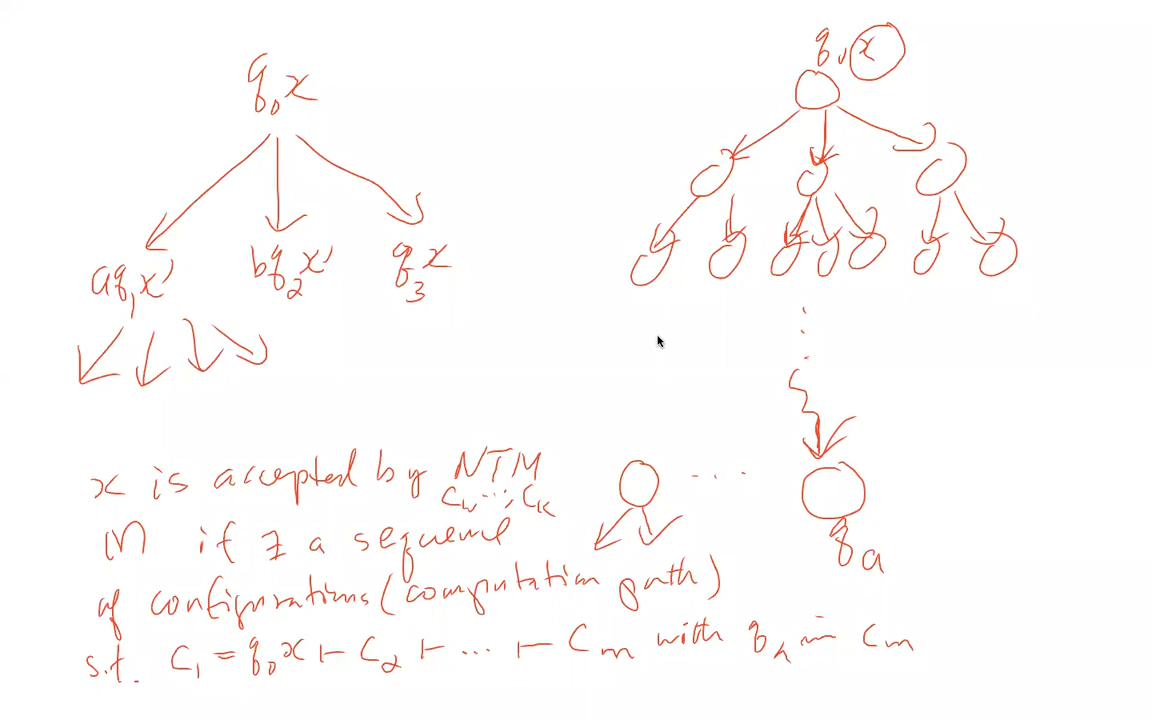 q₀x
q₀x
aq₁x' bq₂x' q₃x
x is accepted by NTM
C₁, ..., Cₖ
M if ∃ a sequence
of configurations (computation path)
s.t. C₁ = q₀x ⊢ C₂ ⊢ ... ⊢ Cₘ with qₐ in Cₘ
qₐ